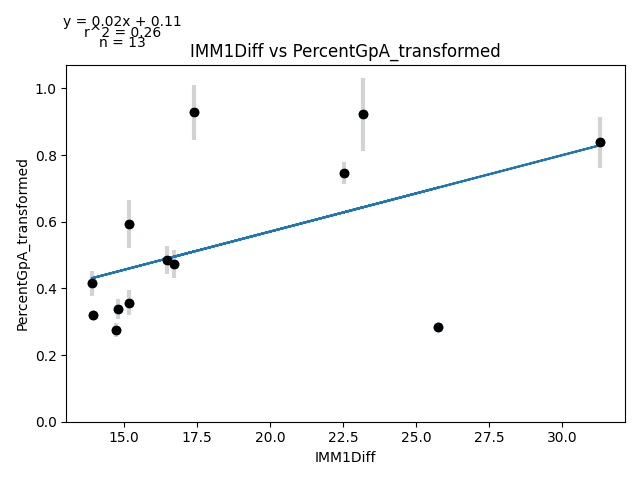 y = 0.02x + 0.11
r^2 = 0.26
n = 13
IMM1Diff vs PercentGpA_transformed
PercentGpA_transformed
1.0
0.8
0.6
0.4
0.2
0.0
15.0 17.5 20.0 22.5 25.0 27.5 30.0
IMM1Diff